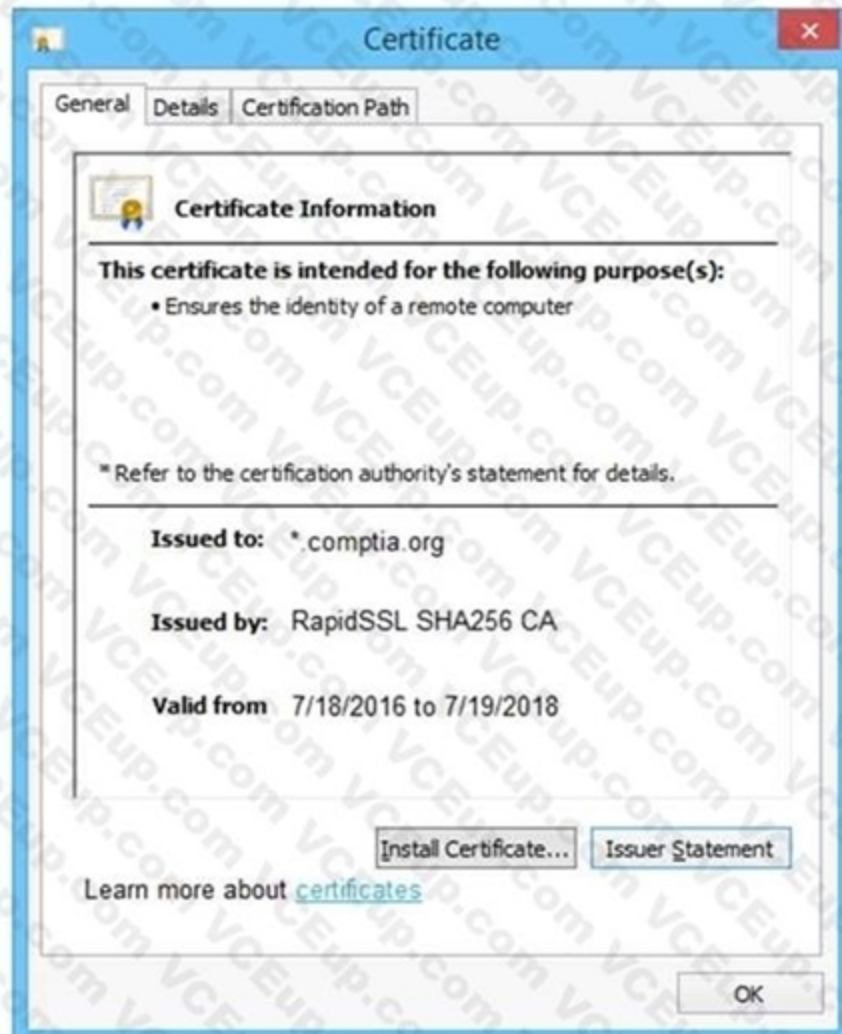 Certificate
General Details Certification Path
Certificate Information
This certificate is intended for the following purpose(s):
• Ensures the identity of a remote computer
* Refer to the certification authority's statement for details.
Issued to: *.comptia.org
Issued by: RapidSSL SHA256 CA
Valid from 7/18/2016 to 7/19/2018
Install Certificate... Issuer Statement
Learn more about certificates
OK
VCEup.com